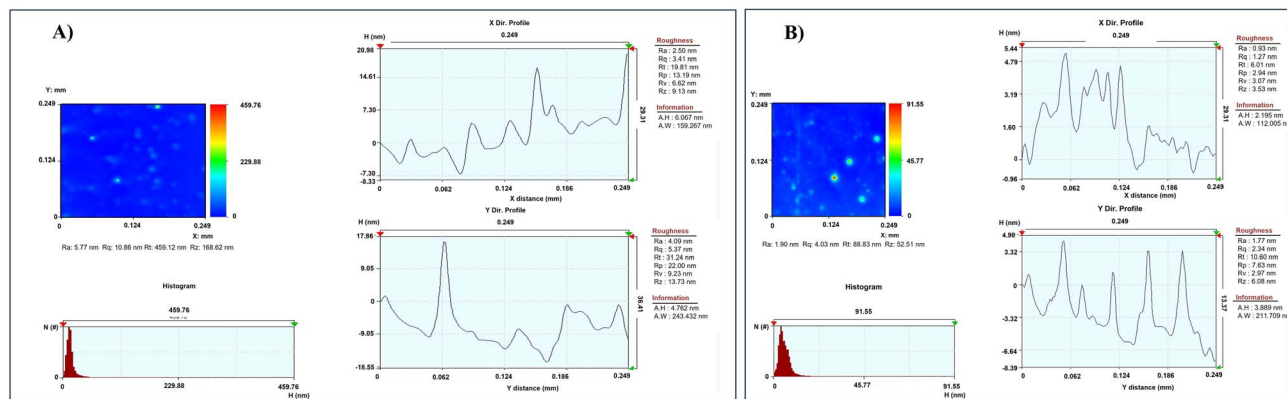 A)
Y: mm
0.249
0.124
0
0.124
0.249
X: mm
459.76
229.88
0
Ra: 5.77 nm Rq: 10.86 nm Rt: 459.12 nm Rz: 168.62 nm
Histogram
459.76
N (#)
0
0
229.88
459.76
H (nm)
X Dir. Profile
H (nm)
0.249
20.98
14.61
7.30
0
-7.30
-8.33
0
0.062
0.124
0.186
0.249
X distance (mm)
29.31
Roughness
Ra : 2.50 nm
Rq : 3.41 nm
Rt : 19.81 nm
Rp : 13.19 nm
Rv : 6.62 nm
Rz : 9.13 nm
Information
A.H : 6.067 nm
A.W : 159.267 nm
Y Dir. Profile
H (nm)
0.249
17.86
9.05
0
-9.05
-18.55
0
0.062
0.124
0.186
0.249
Y distance (mm)
36.41
Roughness
Ra : 4.09 nm
Rq : 5.37 nm
Rt : 31.24 nm
Rp : 22.00 nm
Rv : 9.23 nm
Rz : 13.73 nm
Information
A.H : 4.762 nm
A.W : 243.432 nm
B)
Y: mm
0.249
0.124
0
0.124
0.249
X: mm
91.55
45.77
0
Ra: 1.90 nm Rq: 4.03 nm Rt: 88.83 nm Rz: 52.51 nm
Histogram
91.55
N (#)
0
0
45.77
91.55
H (nm)
X Dir. Profile
H (nm)
0.249
5.44
4.79
3.19
1.60
0
-0.96
0
0.062
0.124
0.186
0.249
X distance (mm)
29.31
Roughness
Ra : 0.93 nm
Rq : 1.27 nm
Rt : 6.01 nm
Rp : 2.94 nm
Rv : 3.07 nm
Rz : 3.53 nm
Information
A.H : 2.195 nm
A.W : 112.005 nm
Y Dir. Profile
H (nm)
0.249
4.98
3.32
0
-3.32
-6.64
-8.39
0
0.062
0.124
0.186
0.249
Y distance (mm)
13.37
Roughness
Ra : 1.77 nm
Rq : 2.34 nm
Rt : 10.60 nm
Rp : 7.63 nm
Rv : 2.97 nm
Rz : 6.08 nm
Information
A.H : 3.889 nm
A.W : 211.709 nm